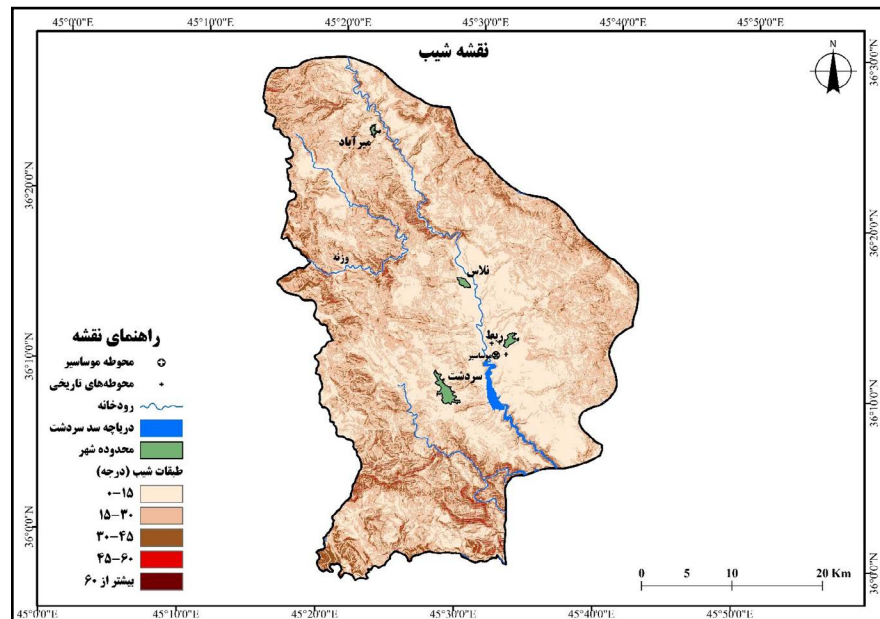 45°0'0"E 45°10'0"E 45°20'0"E 45°30'0"E 45°40'0"E 45°50'0"E
نقشه شیب
N
36°30'0"N
36°20'0"N
36°10'0"N
36°0'0"N
36°20'0"N
36°10'0"N
36°0'0"N
میرآباد
وزنه
نلاس
ربط
موساسیر
سردشت
راهنمای نقشه
محوطه موساسیر
محوطه‌های تاریخی
رودخانه
دریاچه سد سردشت
محدوده شهر
طبقات شیب (درجه)
۰-۱۵
۱۵-۳۰
۳۰-۴۵
۴۵-۶۰
بیشتر از ۶۰
0 5 10 20 Km
45°0'0"E 45°10'0"E 45°20'0"E 45°30'0"E 45°40'0"E 45°50'0"E